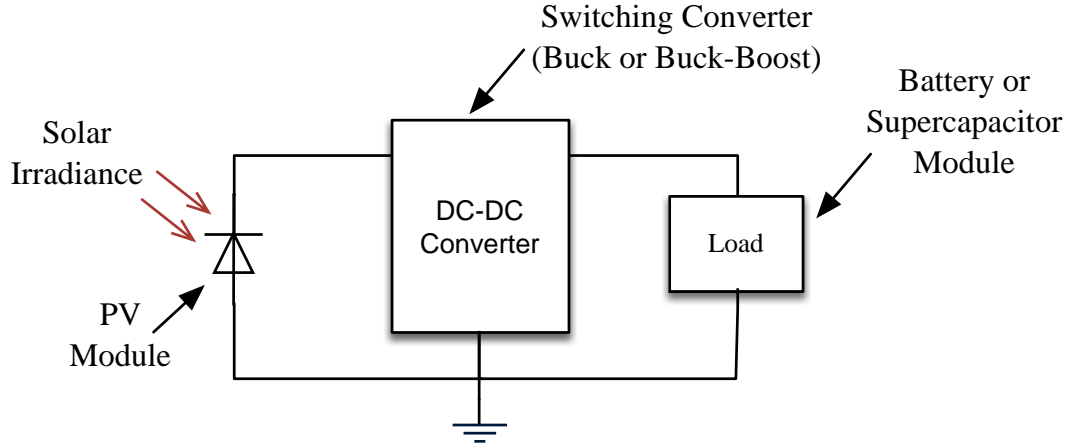 Switching Converter
(Buck or Buck-Boost)
Battery or
Supercapacitor
Module
Solar
Irradiance
DC-DC
Converter
Load
PV
Module